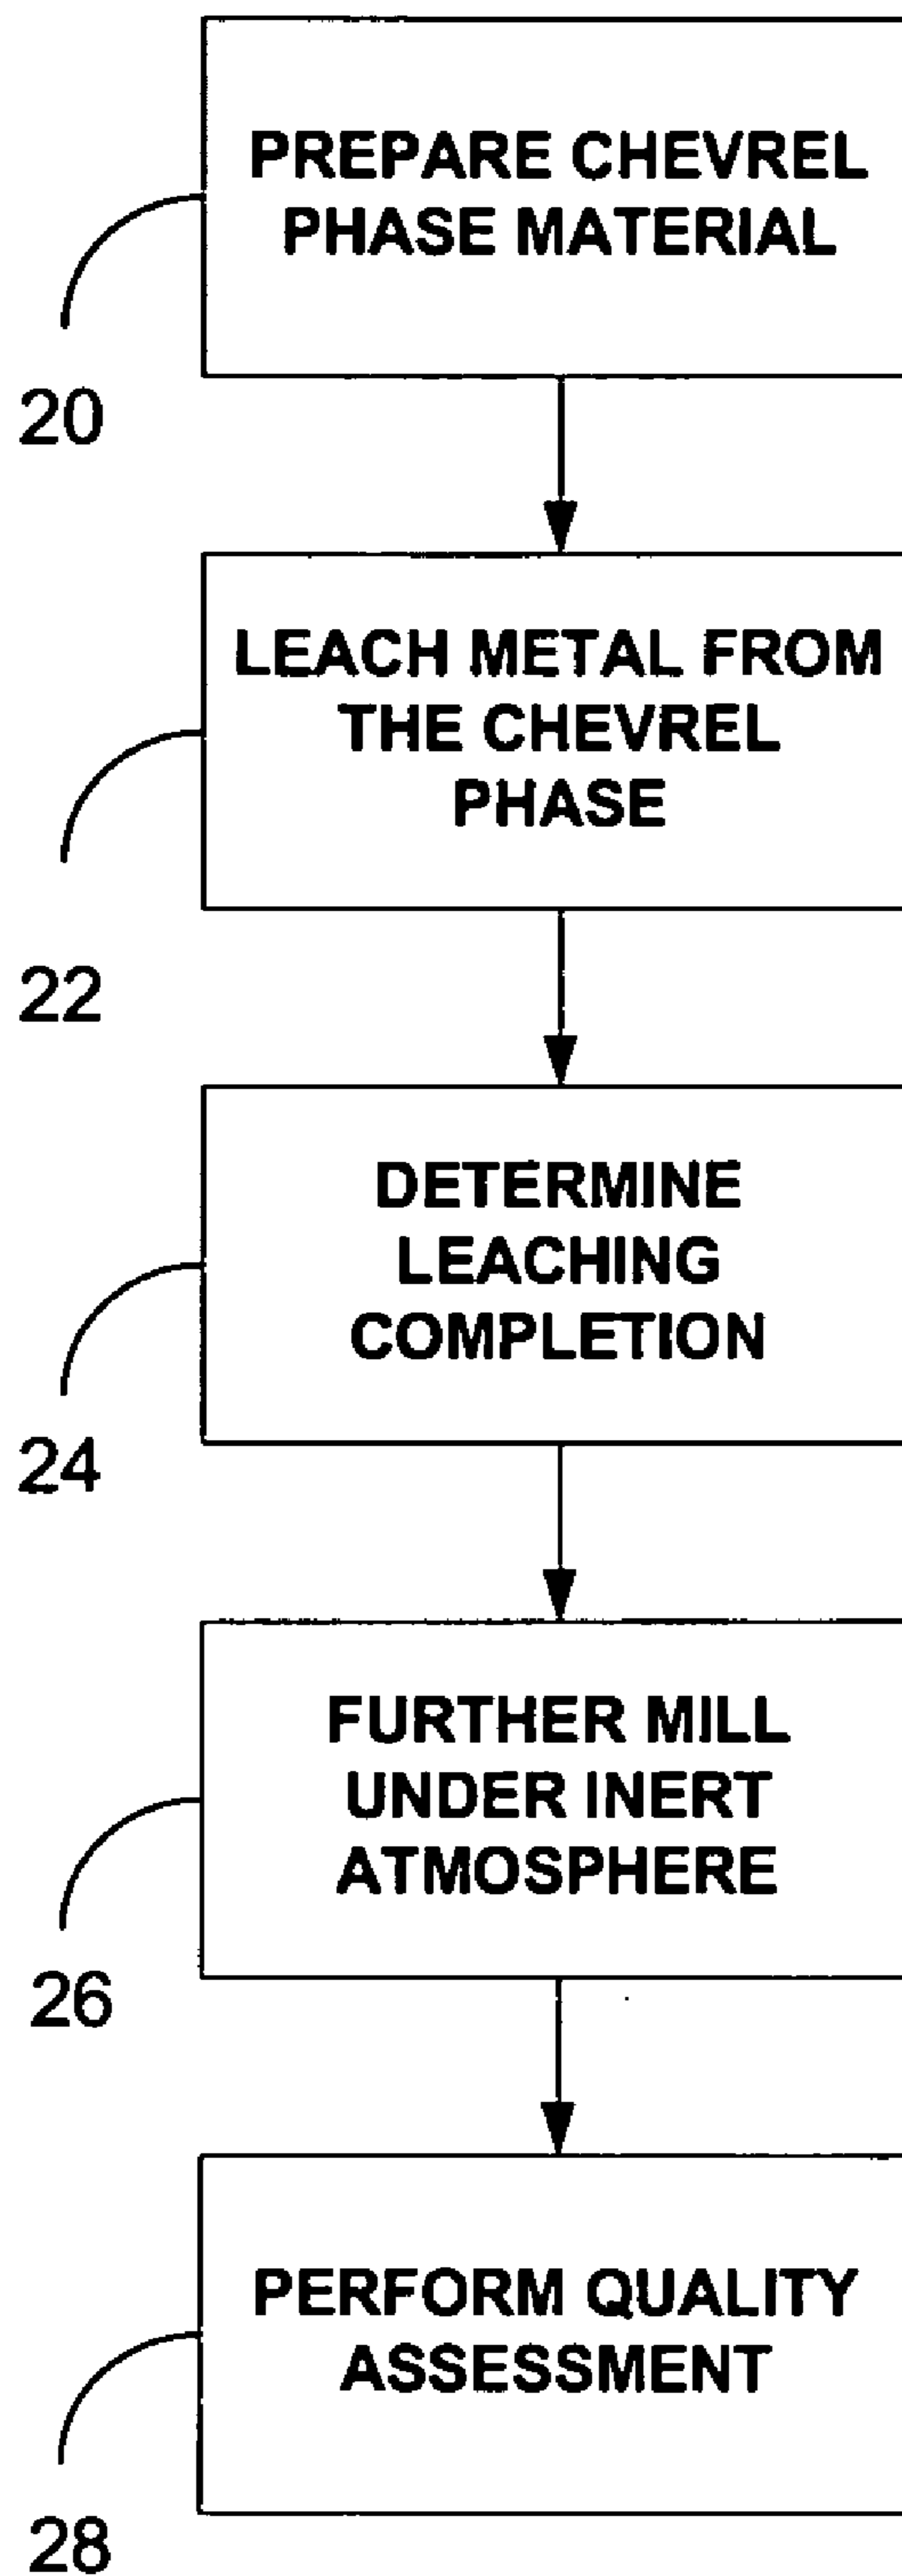 PREPARE CHEVREL
PHASE MATERIAL
20
LEACH METAL FROM
THE CHEVREL
PHASE
22
DETERMINE
LEACHING
COMPLETION
24
FURTHER MILL
UNDER INERT
ATMOSPHERE
26
PERFORM QUALITY
ASSESSMENT
28